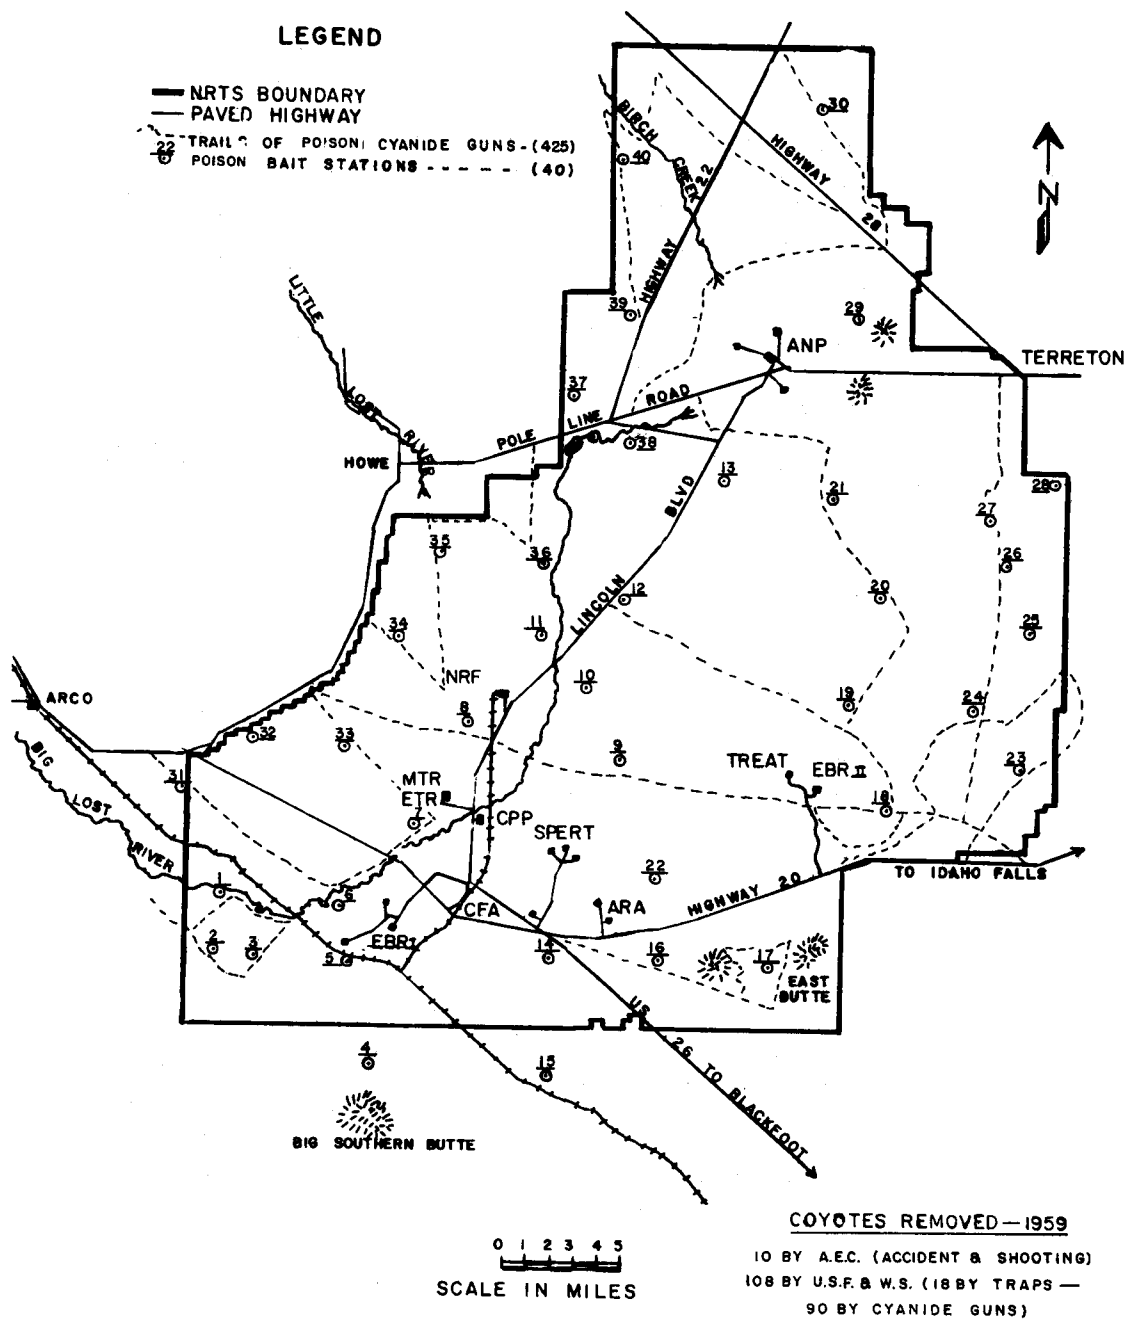 LEGEND
NRTS BOUNDARY
PAVED HIGHWAY
22 TRAILS OF POISON CYANIDE GUNS-(425)
POISON BAIT STATIONS ----- (40)
N
30
BIRCH CREEK
40
HIGHWAY 28
HIGHWAY 22
39
29
LITTLE LOST RIVER
ANP
TERRETON
37
POLE LINE ROAD
38
HOWE
13
28
21
27
LINCOLN BLVD
35
36
26
12
20
34
11
25
NRF
10
ARCO
8
19
24
32
33
9
23
BIG LOST RIVER
31
MTR
ETR
7
CPP
TREAT
EBR II
18
SPERT
1
6
22
HIGHWAY 20
TO IDAHO FALLS
CFA
ARA
2
3
EBR I
5
14
16
17
EAST
BUTTE
U.S. 26 TO BLACKFOOT
4
15
BIG SOUTHERN BUTTE
0 1 2 3 4 5
SCALE IN MILES
COYOTES REMOVED—1959
10 BY A.E.C. (ACCIDENT & SHOOTING)
108 BY U.S.F. & W.S. (18 BY TRAPS —
90 BY CYANIDE GUNS)